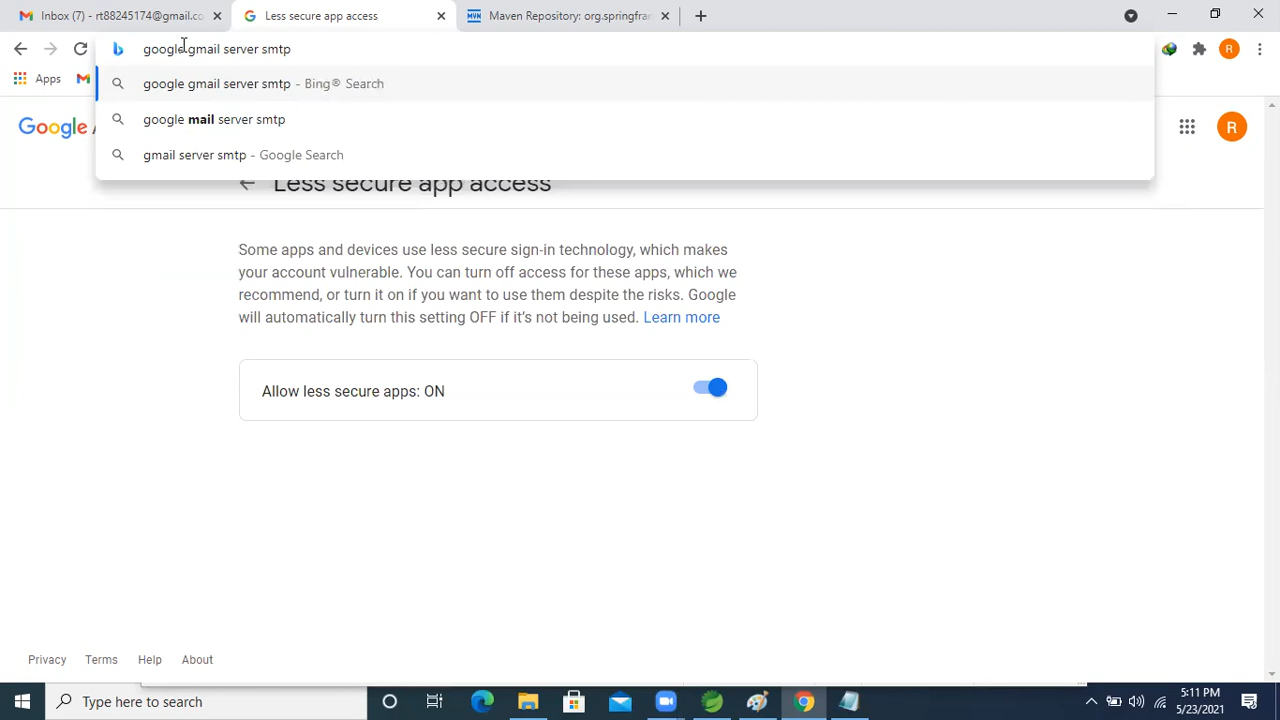 Inbox (7) - rt88245174@gmail.co
Less secure app access
Maven Repository: org.springfra
google gmail server smtp
R
Apps
google gmail server smtp - Bing® Search
google mail server smtp
gmail server smtp - Google Search
Google A
R
Less secure app access
Some apps and devices use less secure sign-in technology, which makes
your account vulnerable. You can turn off access for these apps, which we
recommend, or turn it on if you want to use them despite the risks. Google
will automatically turn this setting OFF if it's not being used. Learn more
Allow less secure apps: ON
Privacy
Terms
Help
About
Type here to search
5:11 PM
5/23/2021